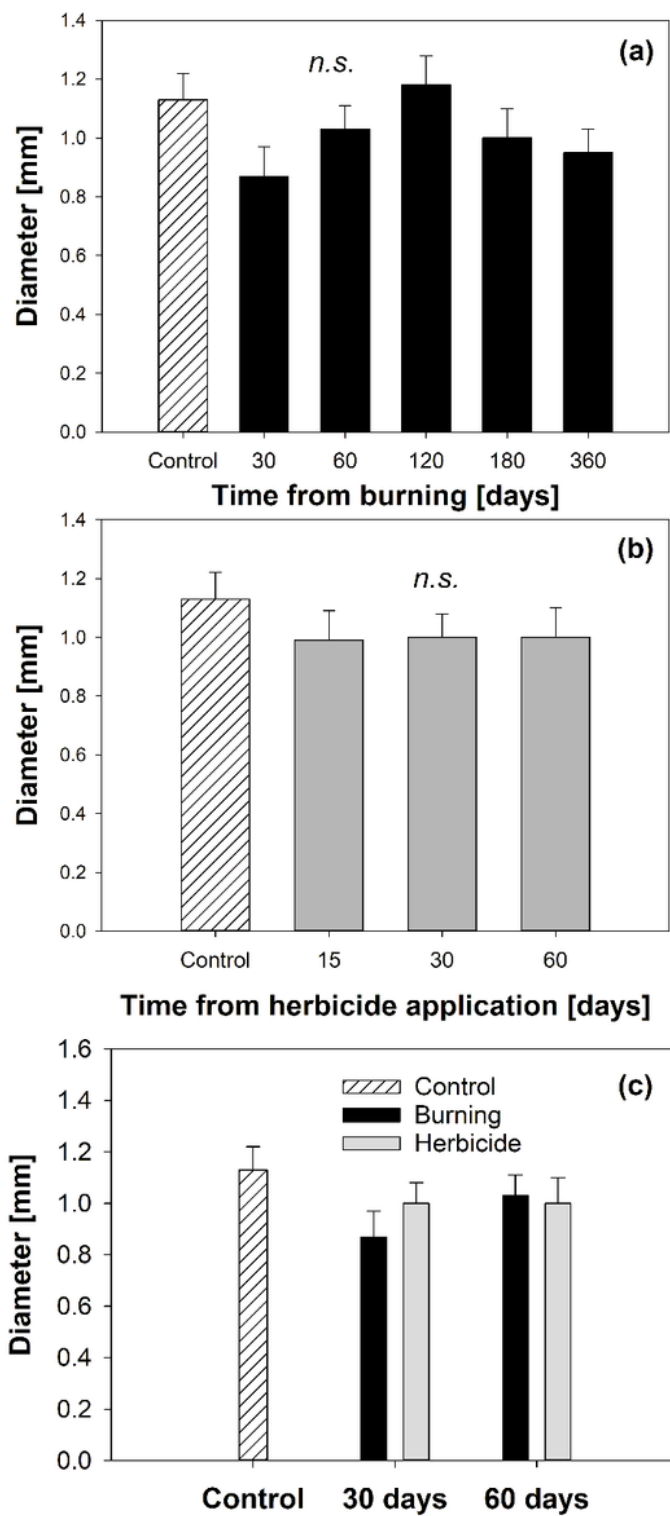 1.4
(a)
1.2
n.s.
1.0
0.8
0.6
0.4
0.2
0.0
Diameter [mm]
Control 30 60 120 180 360
Time from burning [days]
1.4
(b)
1.2
n.s.
1.0
0.8
0.6
0.4
0.2
0.0
Diameter [mm]
Control 15 30 60
Time from herbicide application [days]
1.6
(c)
1.4
1.2
1.0
0.8
0.6
0.4
0.2
0.0
Diameter [mm]
Control
Burning
Herbicide
Control 30 days 60 days